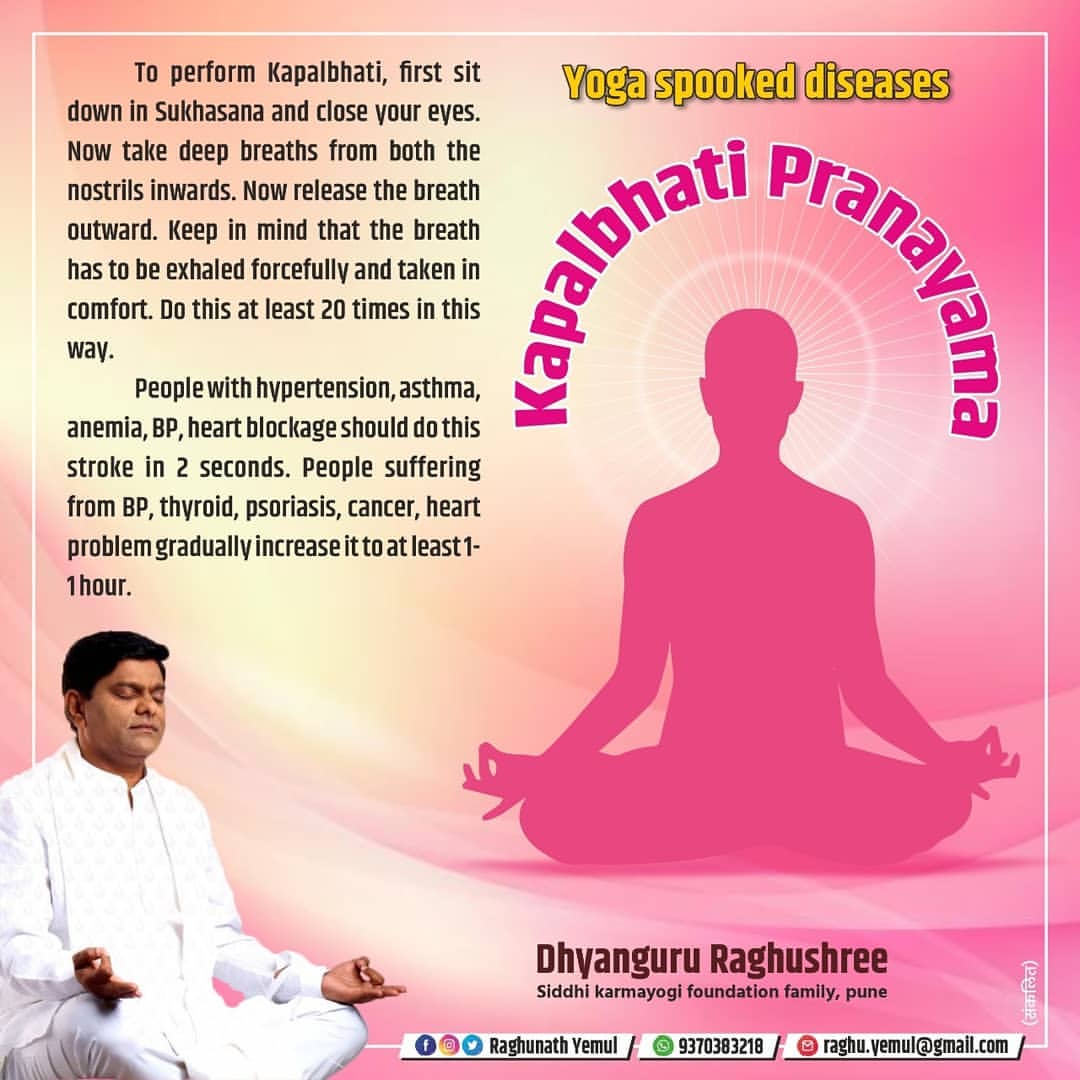 To perform Kapalbhati, first sit
down in Sukhasana and close your eyes.
Now take deep breaths from both the
nostrils inwards. Now release the breath
outward. Keep in mind that the breath
has to be exhaled forcefully and taken in
comfort. Do this at least 20 times in this
way.
People with hypertension, asthma,
anemia, BP, heart blockage should do this
stroke in 2 seconds. People suffering
from BP, thyroid, psoriasis, cancer, heart
problem gradually increase it to at least 1-
1 hour.
Yoga spooked diseases
Kapalbhati Pranayama
Dhyanguru Raghushree
Siddhi karmayogi foundation family, pune
(संकलित)
Raghunath Yemul
9370383218
raghu.yemul@gmail.com